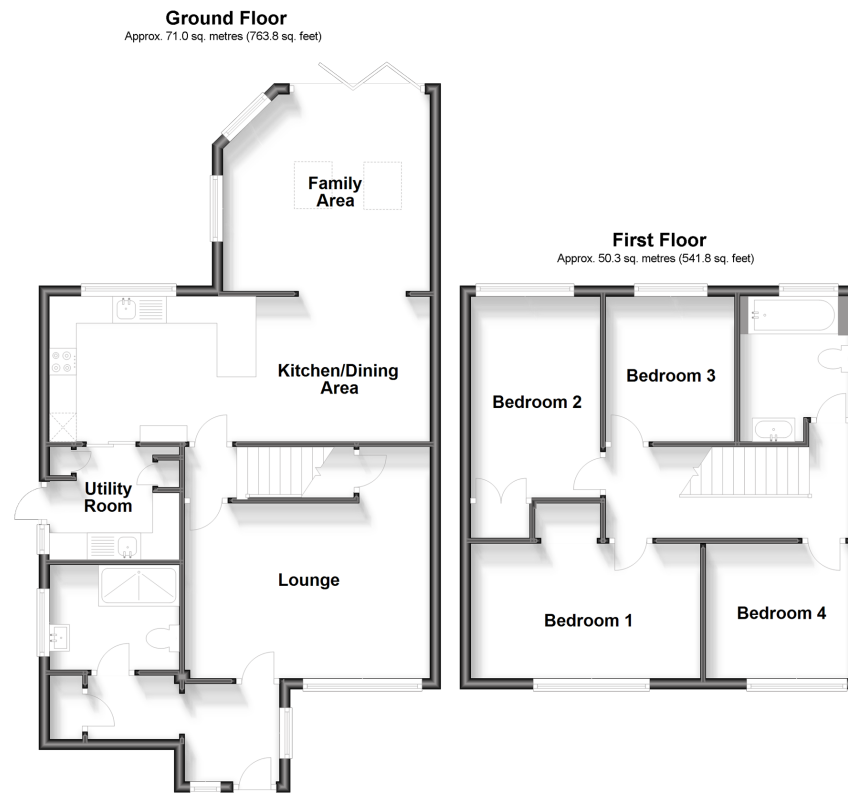 Ground Floor
Approx. 71.0 sq. metres (763.8 sq. feet)
Family
Area
Kitchen/Dining
Area
Utility
Room
Lounge
First Floor
Approx. 50.3 sq. metres (541.8 sq. feet)
Bedroom 2
Bedroom 3
Bedroom 1
Bedroom 4